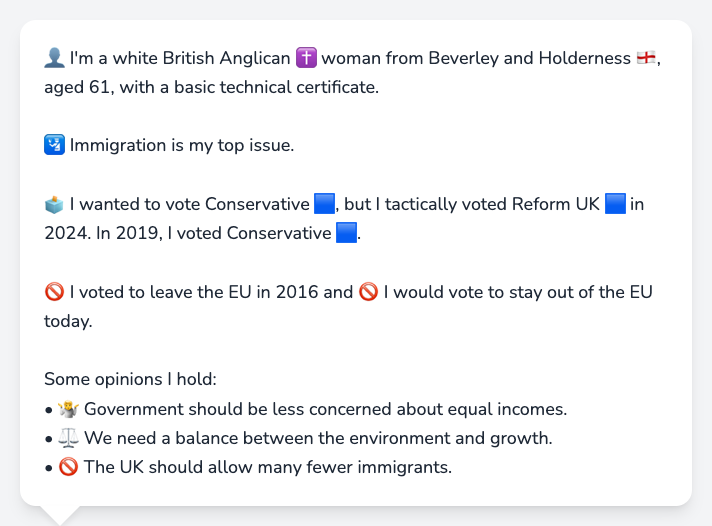 👤 I'm a white British Anglican ✝️ woman from Beverley and Holderness 🏴󠁧󠁢󠁥󠁮󠁧󠁿,
aged 61, with a basic technical certificate.
🛂 Immigration is my top issue.
🗳️ I wanted to vote Conservative 🟦, but I tactically voted Reform UK 🟦 in
2024. In 2019, I voted Conservative 🟦.
🚫 I voted to leave the EU in 2016 and 🚫 I would vote to stay out of the EU
today.
Some opinions I hold:
• 🤷 Government should be less concerned about equal incomes.
• ⚖️ We need a balance between the environment and growth.
• 🚫 The UK should allow many fewer immigrants.